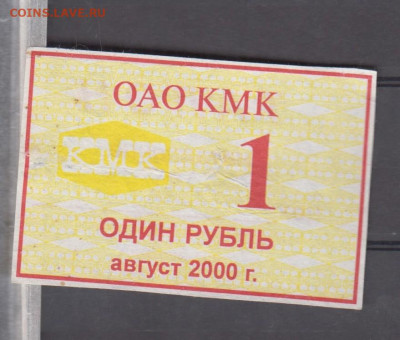 COINS.LAVE.RU
ОАО КМК
КМК
1
ОДИН РУБЛЬ
август 2000 г.